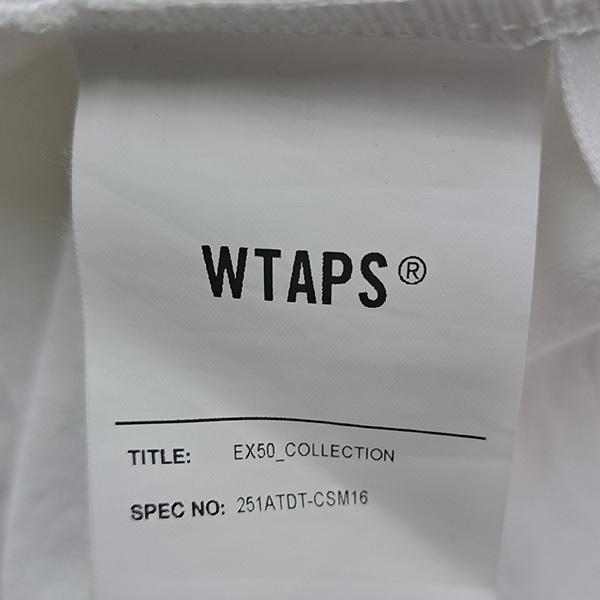 WTAPS®
TITLE: EX50_COLLECTION
SPEC NO: 251ATDT-CSM16